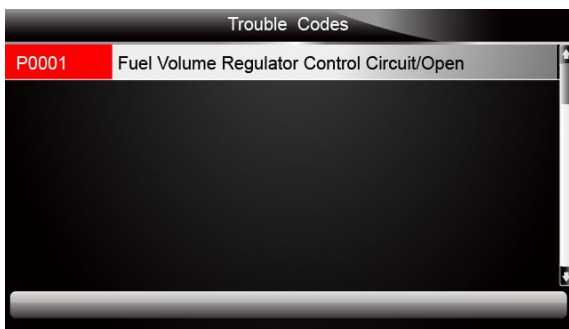 Trouble Codes
P0001 Fuel Volume Regulator Control Circuit/Open